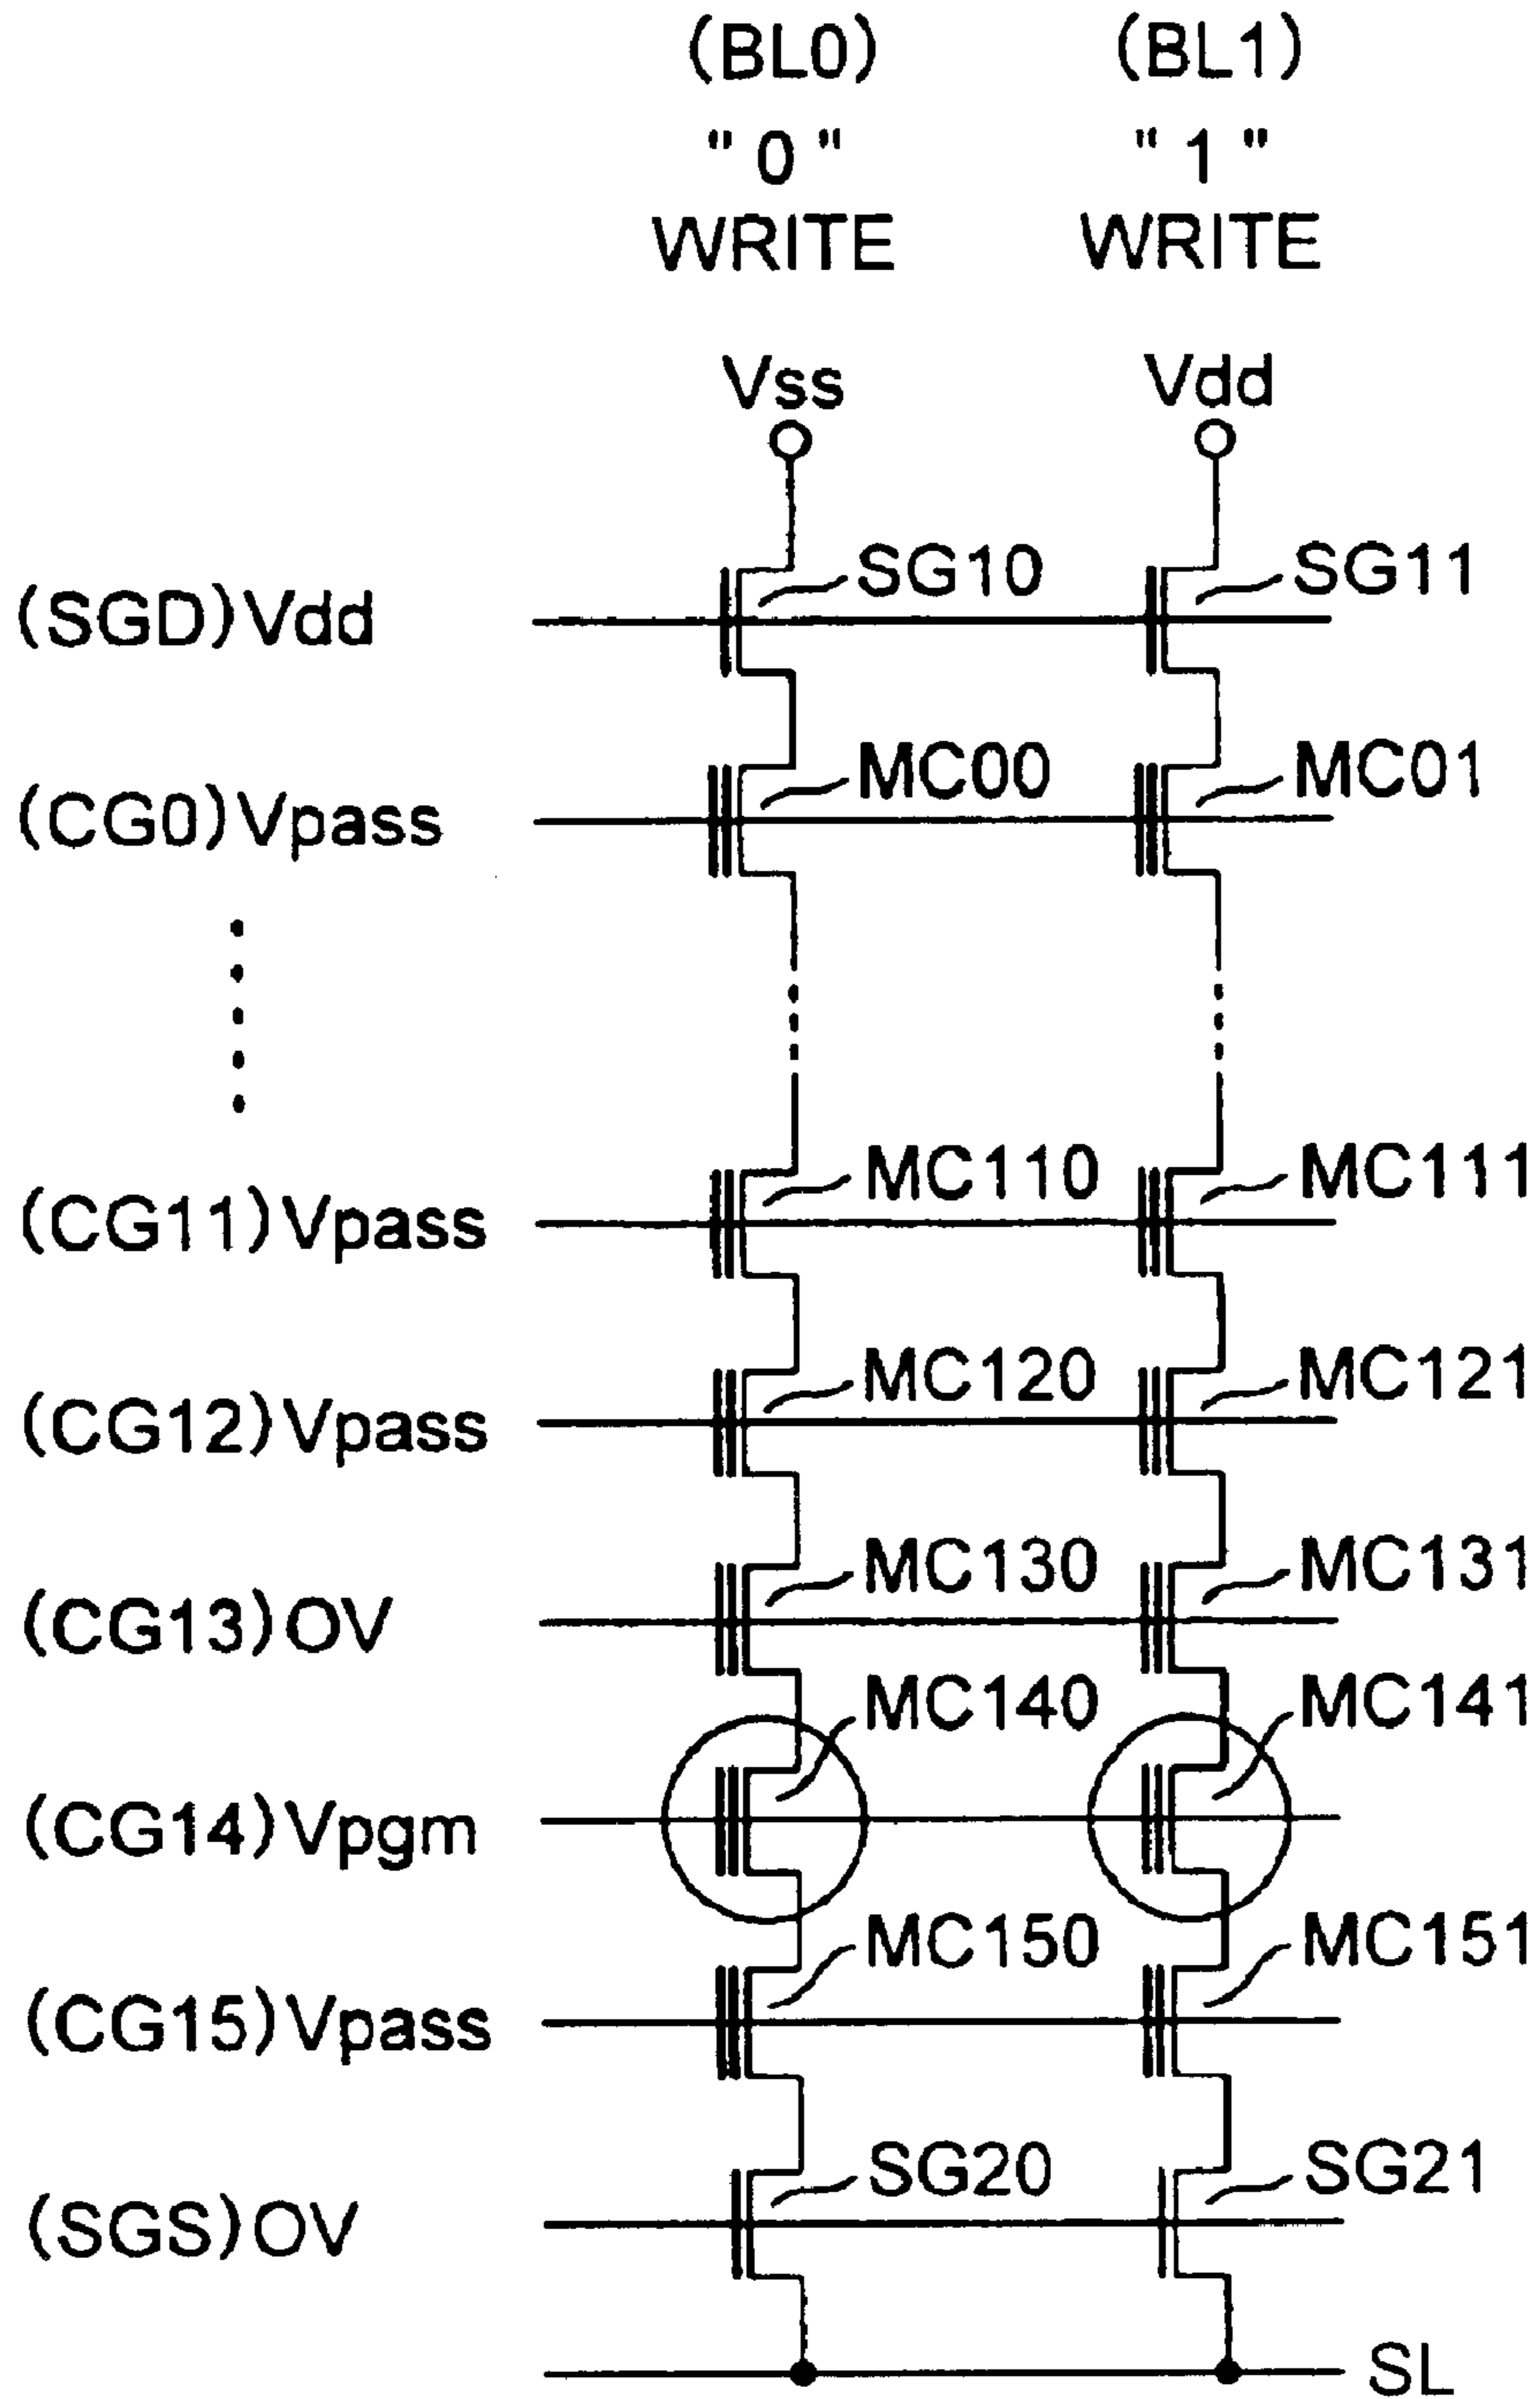 (BL0) (BL1)
"0" "1"
WRITE WRITE
Vss Vdd
(SGD)Vdd SG10 SG11
(CG0)Vpass MC00 MC01
(CG11)Vpass MC110 MC111
(CG12)Vpass MC120 MC121
(CG13)0V MC130 MC131
MC140 MC141
(CG14)Vpgm
MC150 MC151
(CG15)Vpass
SG20 SG21
(SGS)0V
SL